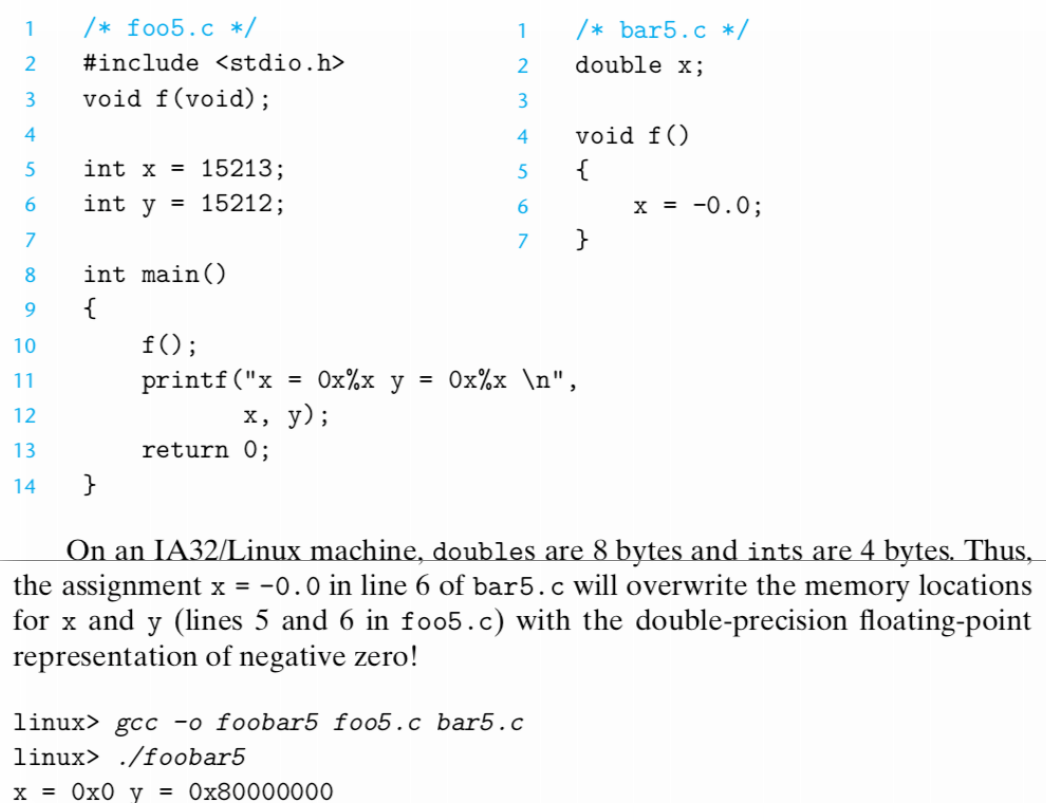 1 /* foo5.c */
2 #include <stdio.h>
3 void f(void);
4
5 int x = 15213;
6 int y = 15212;
7
8 int main()
9 {
10 f();
11 printf("x = 0x%x y = 0x%x \n",
12 x, y);
13 return 0;
14 }
1 /* bar5.c */
2 double x;
3
4 void f()
5 {
6 x = -0.0;
7 }
On an IA32/Linux machine, doubles are 8 bytes and ints are 4 bytes. Thus,
the assignment x = -0.0 in line 6 of bar5.c will overwrite the memory locations
for x and y (lines 5 and 6 in foo5.c) with the double-precision floating-point
representation of negative zero!
linux> gcc -o foobar5 foo5.c bar5.c
linux> ./foobar5
x = 0x0 y = 0x80000000